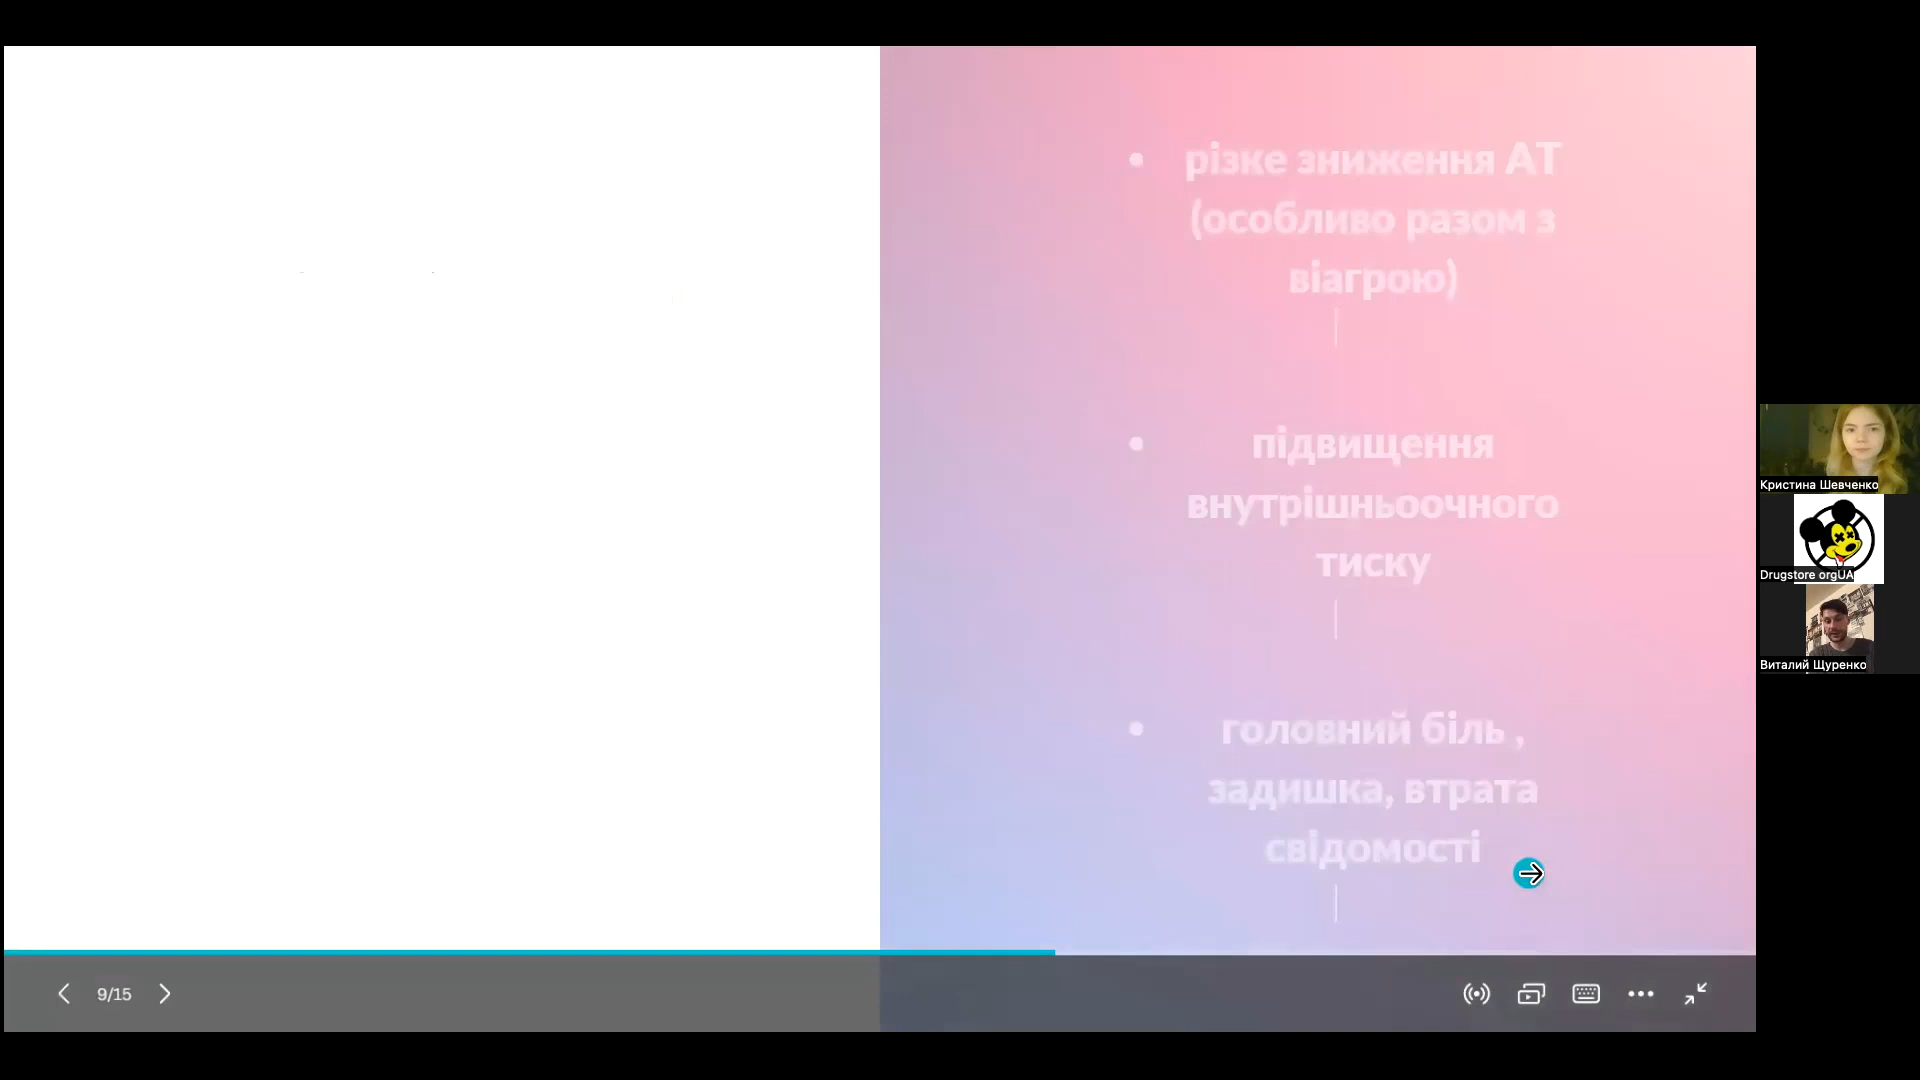 • різке зниження АТ
(особливо разом з
віагрою)
• підвищення
внутрішньоочного
тиску
• головний біль ,
задишка, втрата
свідомості
9/15
Кристина Шевченко
Drugstore orgUA
Виталий Щуренко